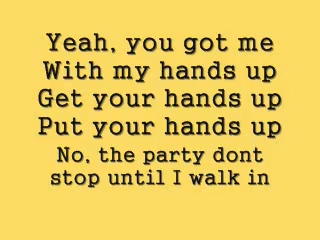 Yeah, you got me
With my hands up
Get your hands up
Put your hands up
No, the party dont
stop until I walk in